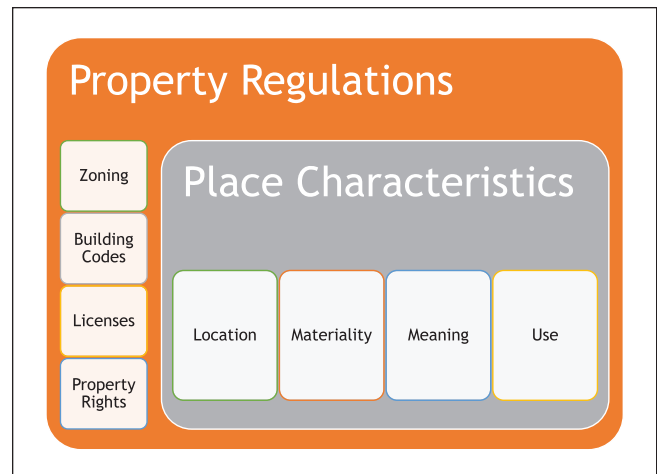 Property Regulations
Zoning
Building
Codes
Licenses
Property
Rights
Place Characteristics
Location
Materiality
Meaning
Use